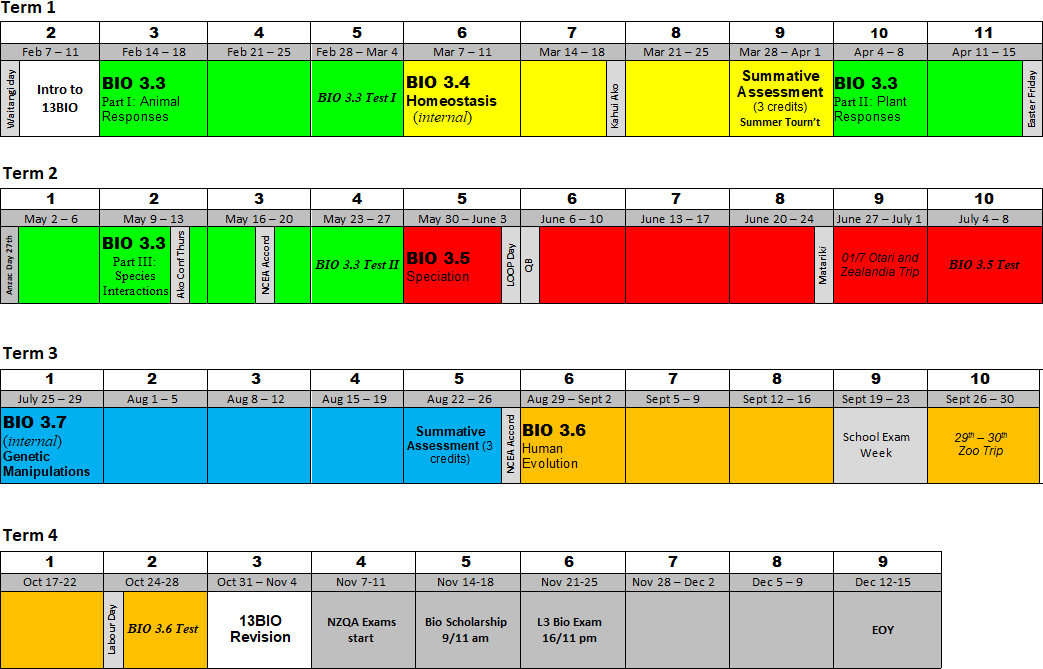 Term 1
2 3 4 5 6 7 8 9 10 11
Feb 7 – 11 Feb 14 – 18 Feb 21 – 25 Feb 28 – Mar 4 Mar 7 – 11 Mar 14 – 18 Mar 21 – 25 Mar 28 – Apr 1 Apr 4 – 8 Apr 11 – 15
Waitangi day
Intro to
13BIO
BIO 3.3
Part I: Animal
Responses
BIO 3.3 Test I
BIO 3.4
Homeostasis
(internal)
Kahui Ako
Summative
Assessment
(3 credits)
Summer Tourn't
BIO 3.3
Part II: Plant
Responses
Easter Friday
Term 2
1 2 3 4 5 6 7 8 9 10
May 2 – 6 May 9 – 13 May 16 – 20 May 23 – 27 May 30 – June 3 June 6 – 10 June 13 – 17 June 20 – 24 June 27 – July 1 July 4 – 8
Anzac Day 27th
BIO 3.3
Part III:
Species
Interactions
Ako Conf Thurs
NCEA Accord
BIO 3.3 Test II
BIO 3.5
Speciation
LOOP Day
QB
Matariki
01/7 Otari and
Zealandia Trip
BIO 3.5 Test
Term 3
1 2 3 4 5 6 7 8 9 10
July 25 – 29 Aug 1 – 5 Aug 8 – 12 Aug 15 – 19 Aug 22 – 26 Aug 29 – Sept 2 Sept 5 – 9 Sept 12 – 16 Sept 19 – 23 Sept 26 – 30
BIO 3.7
(internal)
Genetic
Manipulations
Summative
Assessment (3
credits)
NCEA Accord
BIO 3.6
Human
Evolution
School Exam
Week
29th – 30th
Zoo Trip
Term 4
1 2 3 4 5 6 7 8 9
Oct 17-22 Oct 24-28 Oct 31 – Nov 4 Nov 7-11 Nov 14-18 Nov 21-25 Nov 28 – Dec 2 Dec 5 – 9 Dec 12-15
Labour Day
BIO 3.6 Test
13BIO
Revision
NZQA Exams
start
Bio Scholarship
9/11 am
L3 Bio Exam
16/11 pm
EOY